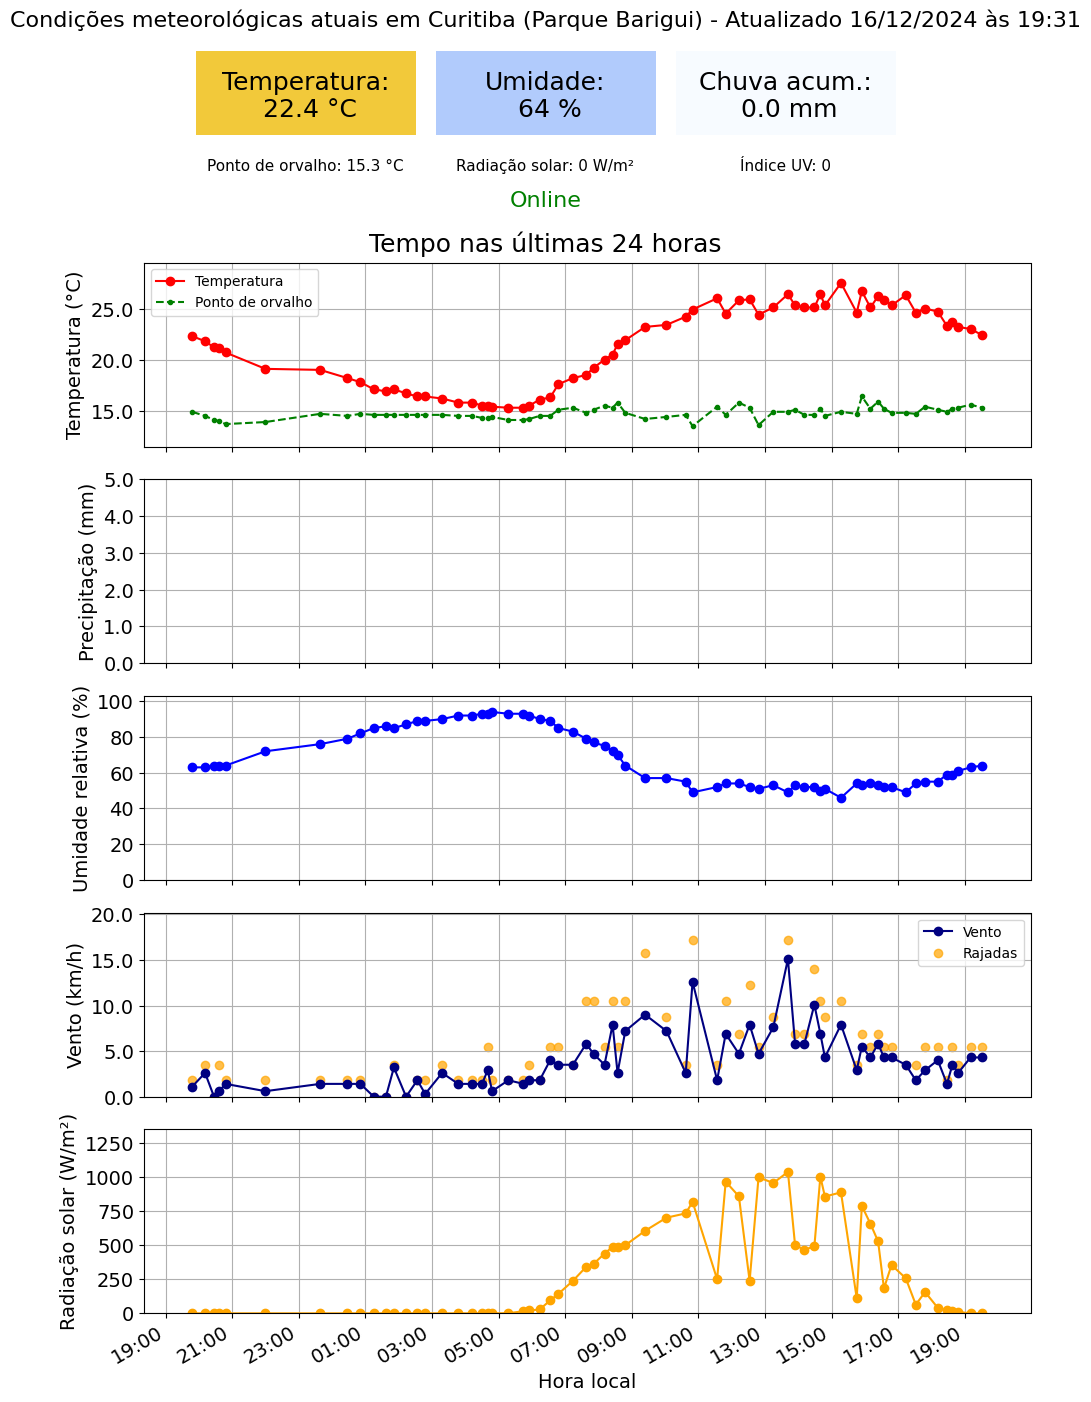 Condições meteorológicas atuais em Curitiba (Parque Barigui) - Atualizado 16/12/2024 às 19:31
Temperatura:
22.4 °C
Umidade:
64 %
Chuva acum.:
0.0 mm
Ponto de orvalho: 15.3 °C
Radiação solar: 0 W/m²
Índice UV: 0
Online
Tempo nas últimas 24 horas
Temperatura (°C)
25.0
20.0
15.0
Temperatura
Ponto de orvalho
Precipitação (mm)
5.0
4.0
3.0
2.0
1.0
0.0
Umidade relativa (%)
100
80
60
40
20
0
Vento (km/h)
20.0
15.0
10.0
5.0
0.0
Vento
Rajadas
Radiação solar (W/m²)
1250
1000
750
500
250
0
19:00 21:00 23:00 01:00 03:00 05:00 07:00 09:00 11:00 13:00 15:00 17:00 19:00
Hora local